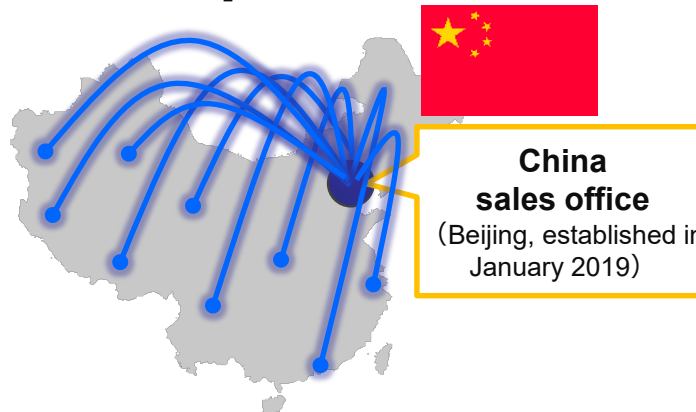 China
sales office
（Beijing, established in
January 2019）